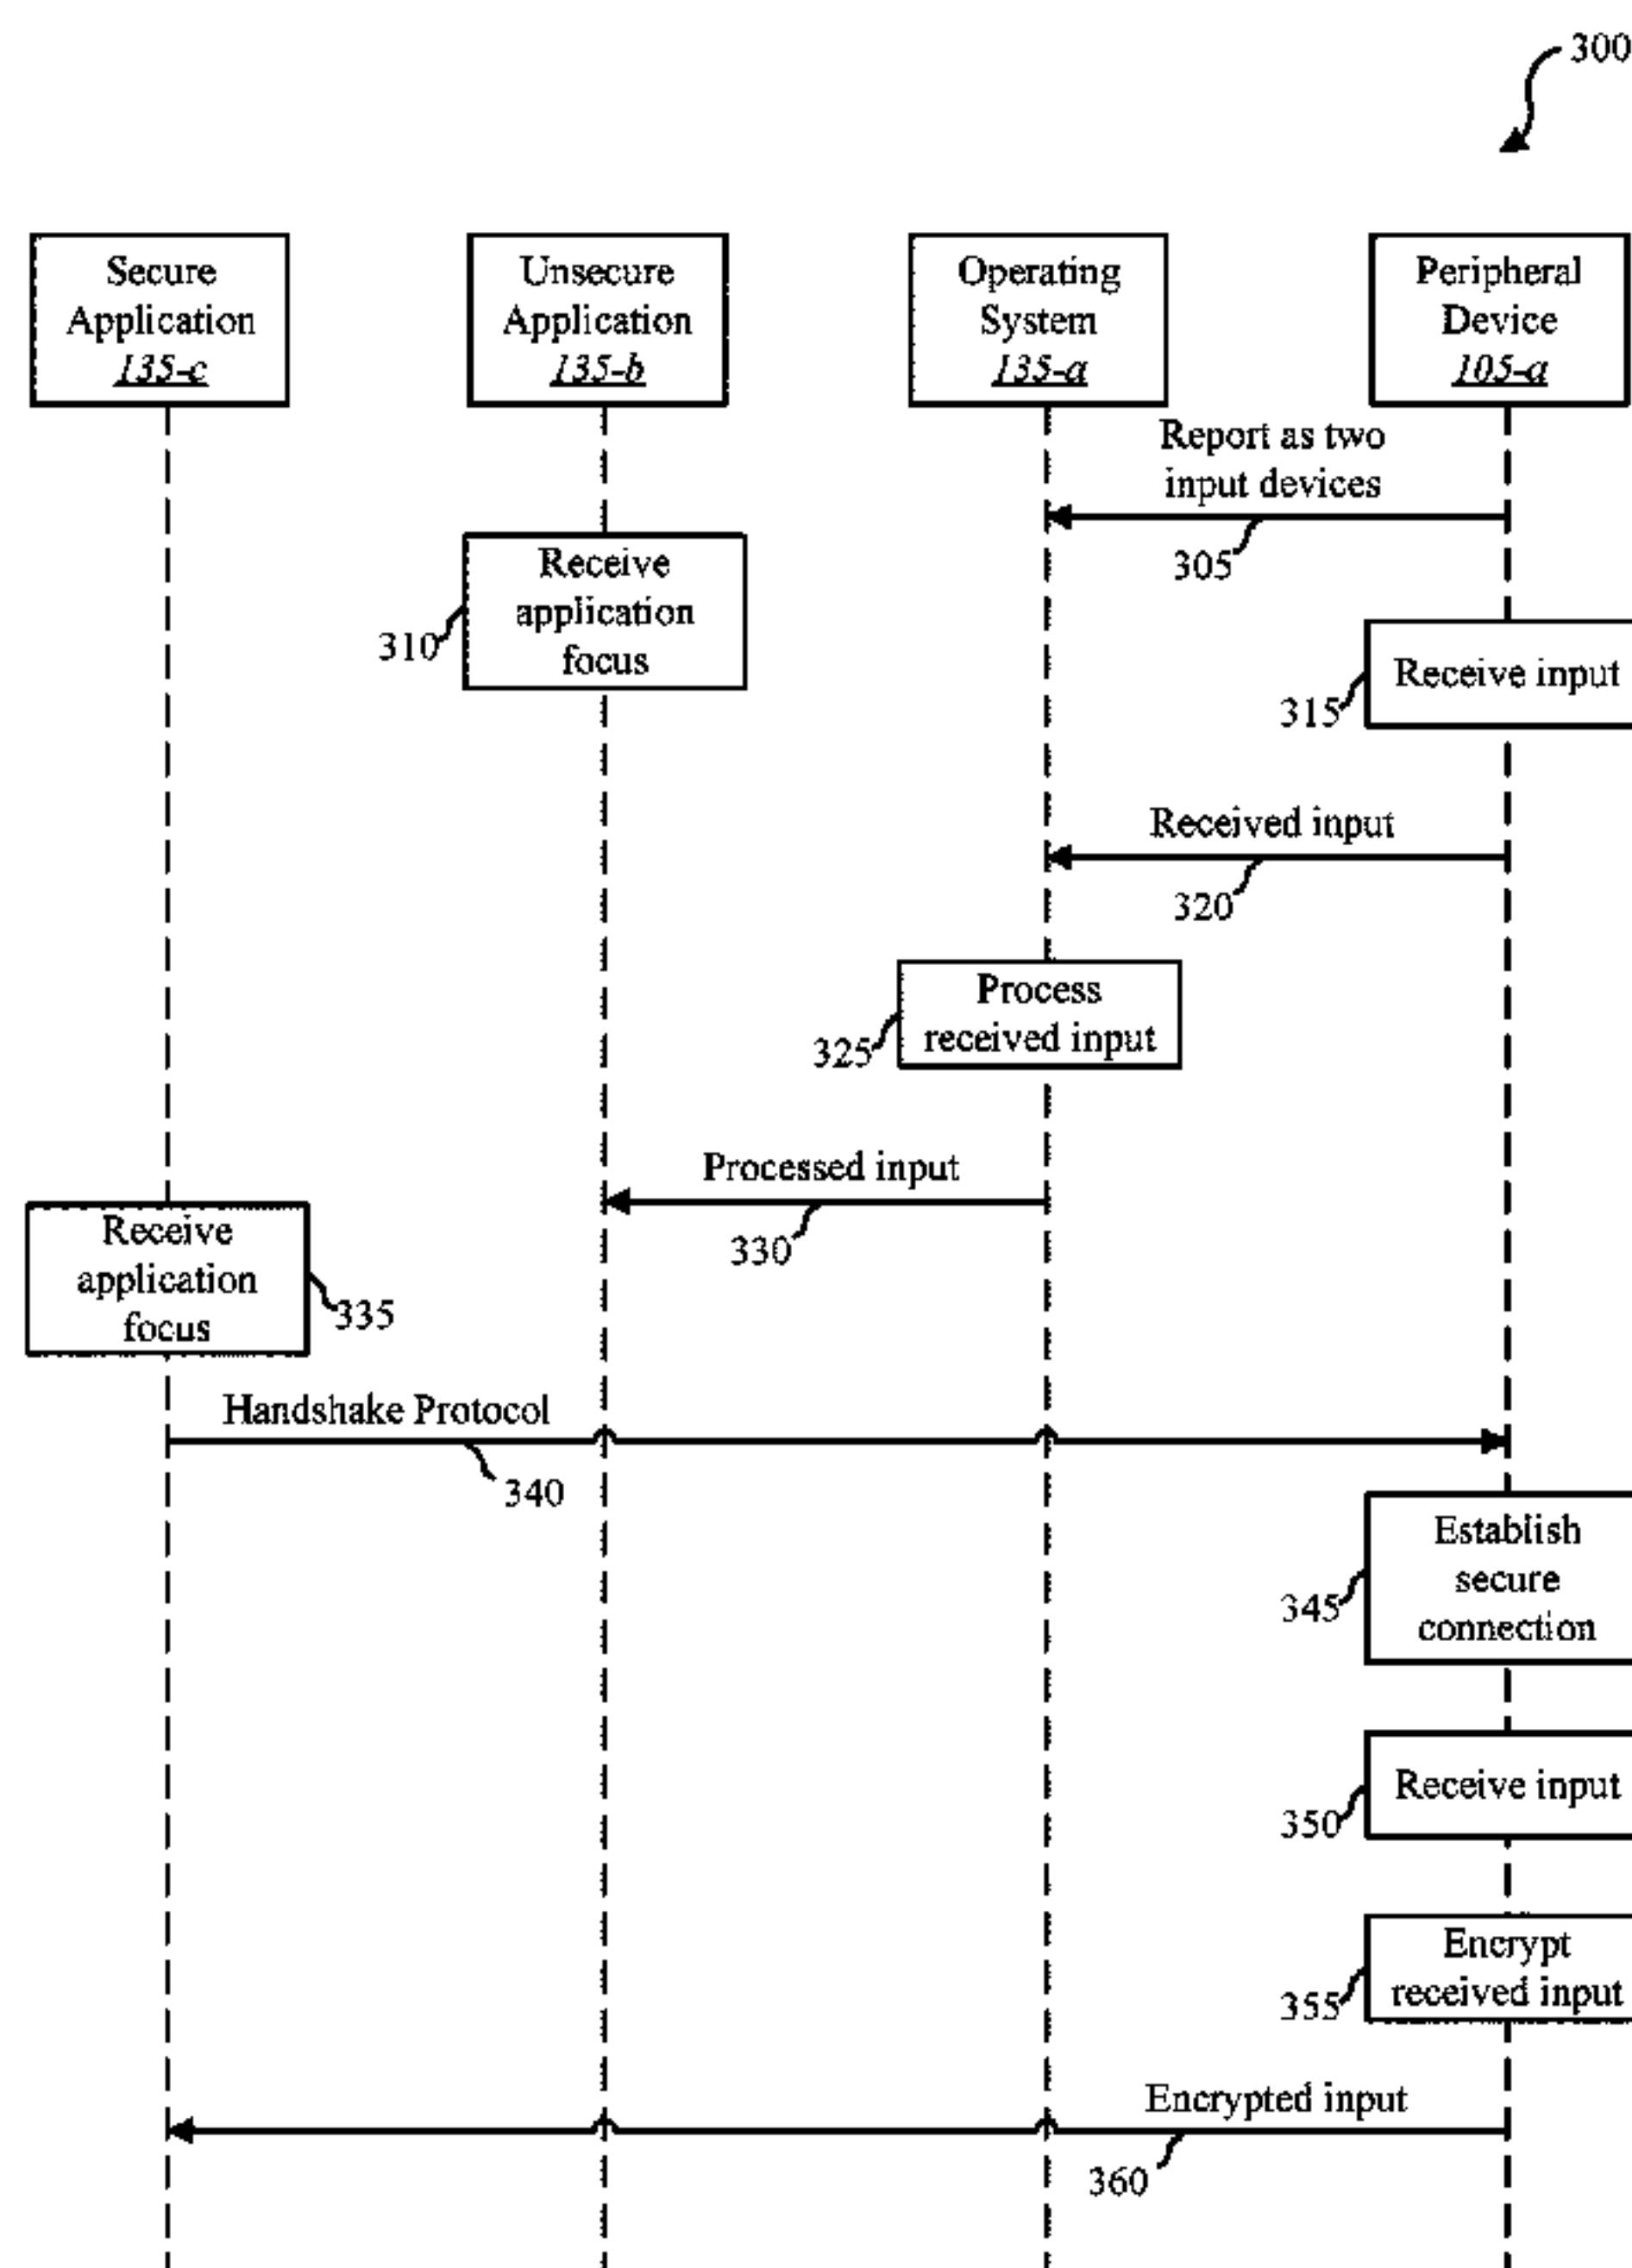 300
Secure
Application
135-c
Unsecure
Application
135-b
Operating
System
135-a
Peripheral
Device
105-a
Report as two
input devices
305
Receive
application
focus
310
Receive input
315
Received input
320
Process
received input
325
Processed input
330
Receive
application
focus
335
Handshake Protocol
340
Establish
secure
connection
345
Receive input
350
Encrypt
received input
355
Encrypted input
360